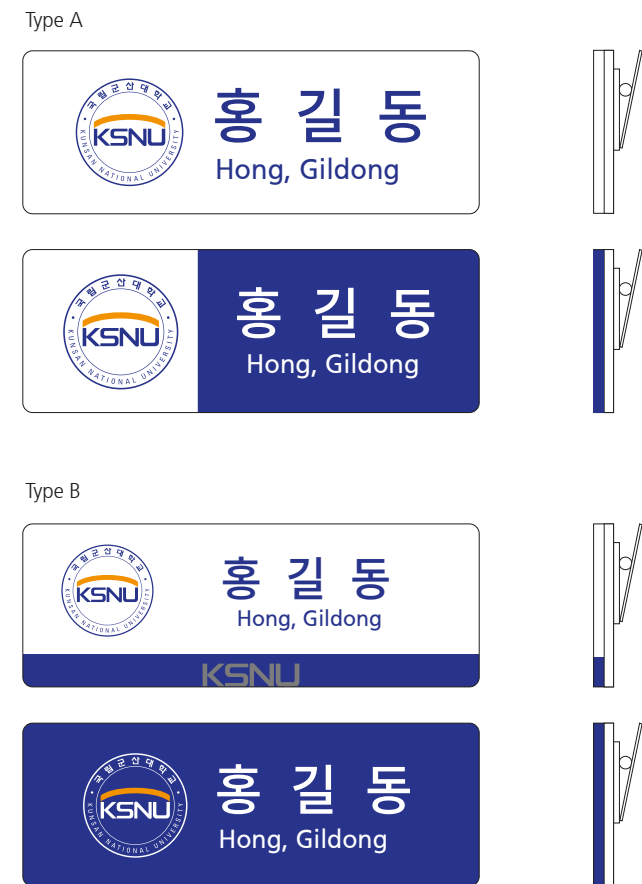 Type A
국립군산대학교
KSNU
KUNSAN NATIONAL UNIVERSITY
홍 길 동
Hong, Gildong
국립군산대학교
KSNU
KUNSAN NATIONAL UNIVERSITY
홍 길 동
Hong, Gildong
Type B
국립군산대학교
KSNU
KUNSAN NATIONAL UNIVERSITY
홍 길 동
Hong, Gildong
KSNU
국립군산대학교
KSNU
KUNSAN NATIONAL UNIVERSITY
홍 길 동
Hong, Gildong